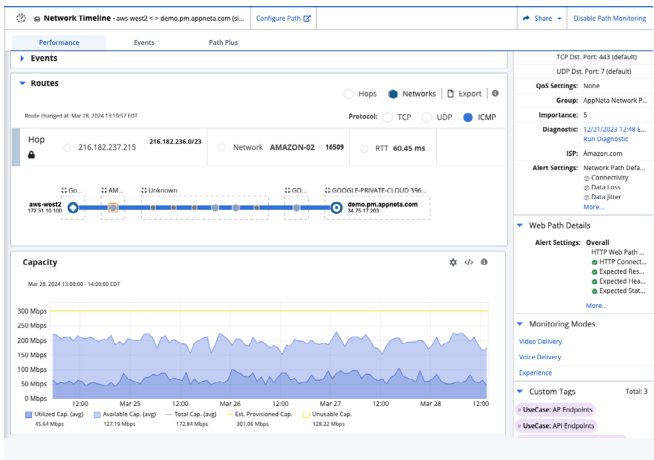 Network Timeline - aws-west2 <> demo.pm.appneta.com (si...
Configure Path
Share
Disable Path Monitoring
Performance
Events
Path Plus
Events
Routes
Hops
Networks
Export
Route changed at: Mar 28, 2024 13:10:57 EDT
Protocol:
TCP
UDP
ICMP
Hop
216.182.237.215
216.182.236.0/23
Network AMAZON-02 16509
RTT 60.45 ms
Go...
AM...
Unknown
GO...
GOOGLE-PRIVATE-CLOUD 396...
aws-west2
172.31.10.100
demo.pm.appneta.com
34.75.17.203
Capacity
Mar 28, 2024 13:00:00 - 14:00:00 EDT
300 Mbps
250 Mbps
200 Mbps
150 Mbps
100 Mbps
50 Mbps
0 Mbps
12:00 Mar 25 12:00 Mar 26 12:00 Mar 27 12:00 Mar 28 12:00
Utilized Cap. (avg) Available Cap. (avg) Total Cap. (avg) Est. Provisioned Cap. Unusable Cap.
45.64 Mbps 127.19 Mbps 172.84 Mbps 301.06 Mbps 128.22 Mbps
TCP Dst. Port: 443 (default)
UDP Dst. Port: 7 (default)
QoS Settings: None
Group: AppNeta Network P...
Importance: 5
Diagnostic: 12/21/2023 12:48 E...
Run Diagnostic
ISP: Amazon.com
Alert Settings: Network Path Defa...
Connectivity
Data Loss
Data Jitter
More...
Web Path Details
Alert Settings: Overall
HTTP Web Path ...
HTTP Connect...
Expected Res...
Expected Hea...
Expected Stat...
More...
Monitoring Modes
Video Delivery
Voice Delivery
Experience
Custom Tags
Total: 3
UseCase: AP Endpoints
UseCase: API Endpoints